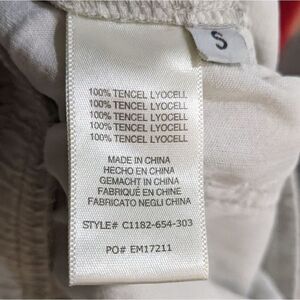 S
100% TENCEL LYOCELL
100% TENCEL LYOCELL
100% TENCEL LYOCELL
100% TENCEL LYOCELL
100% TENCEL LYOCELL
MADE IN CHINA
HECHO EN CHINA
GEMACHT IN CHINA
FABRIQUÉ EN CHINE
FABRICATO NEGLI CHINA
STYLE# C1182-654-303
PO# EM17211